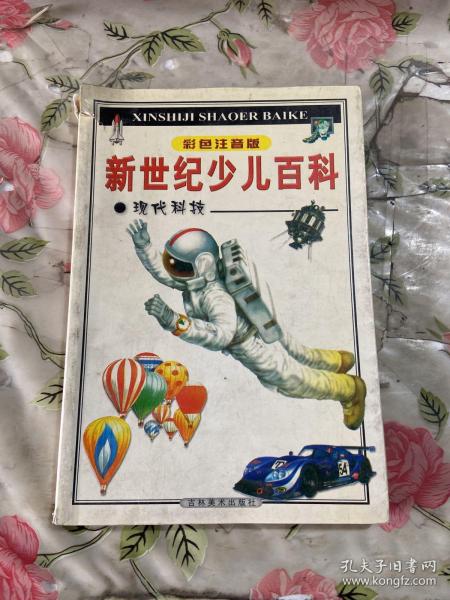 XINSHIJI SHAOER BAIKE
彩色注音版
新世纪少儿百科
●现代科技
64
吉林美术出版社
孔夫子旧书网
www.kongfz.com